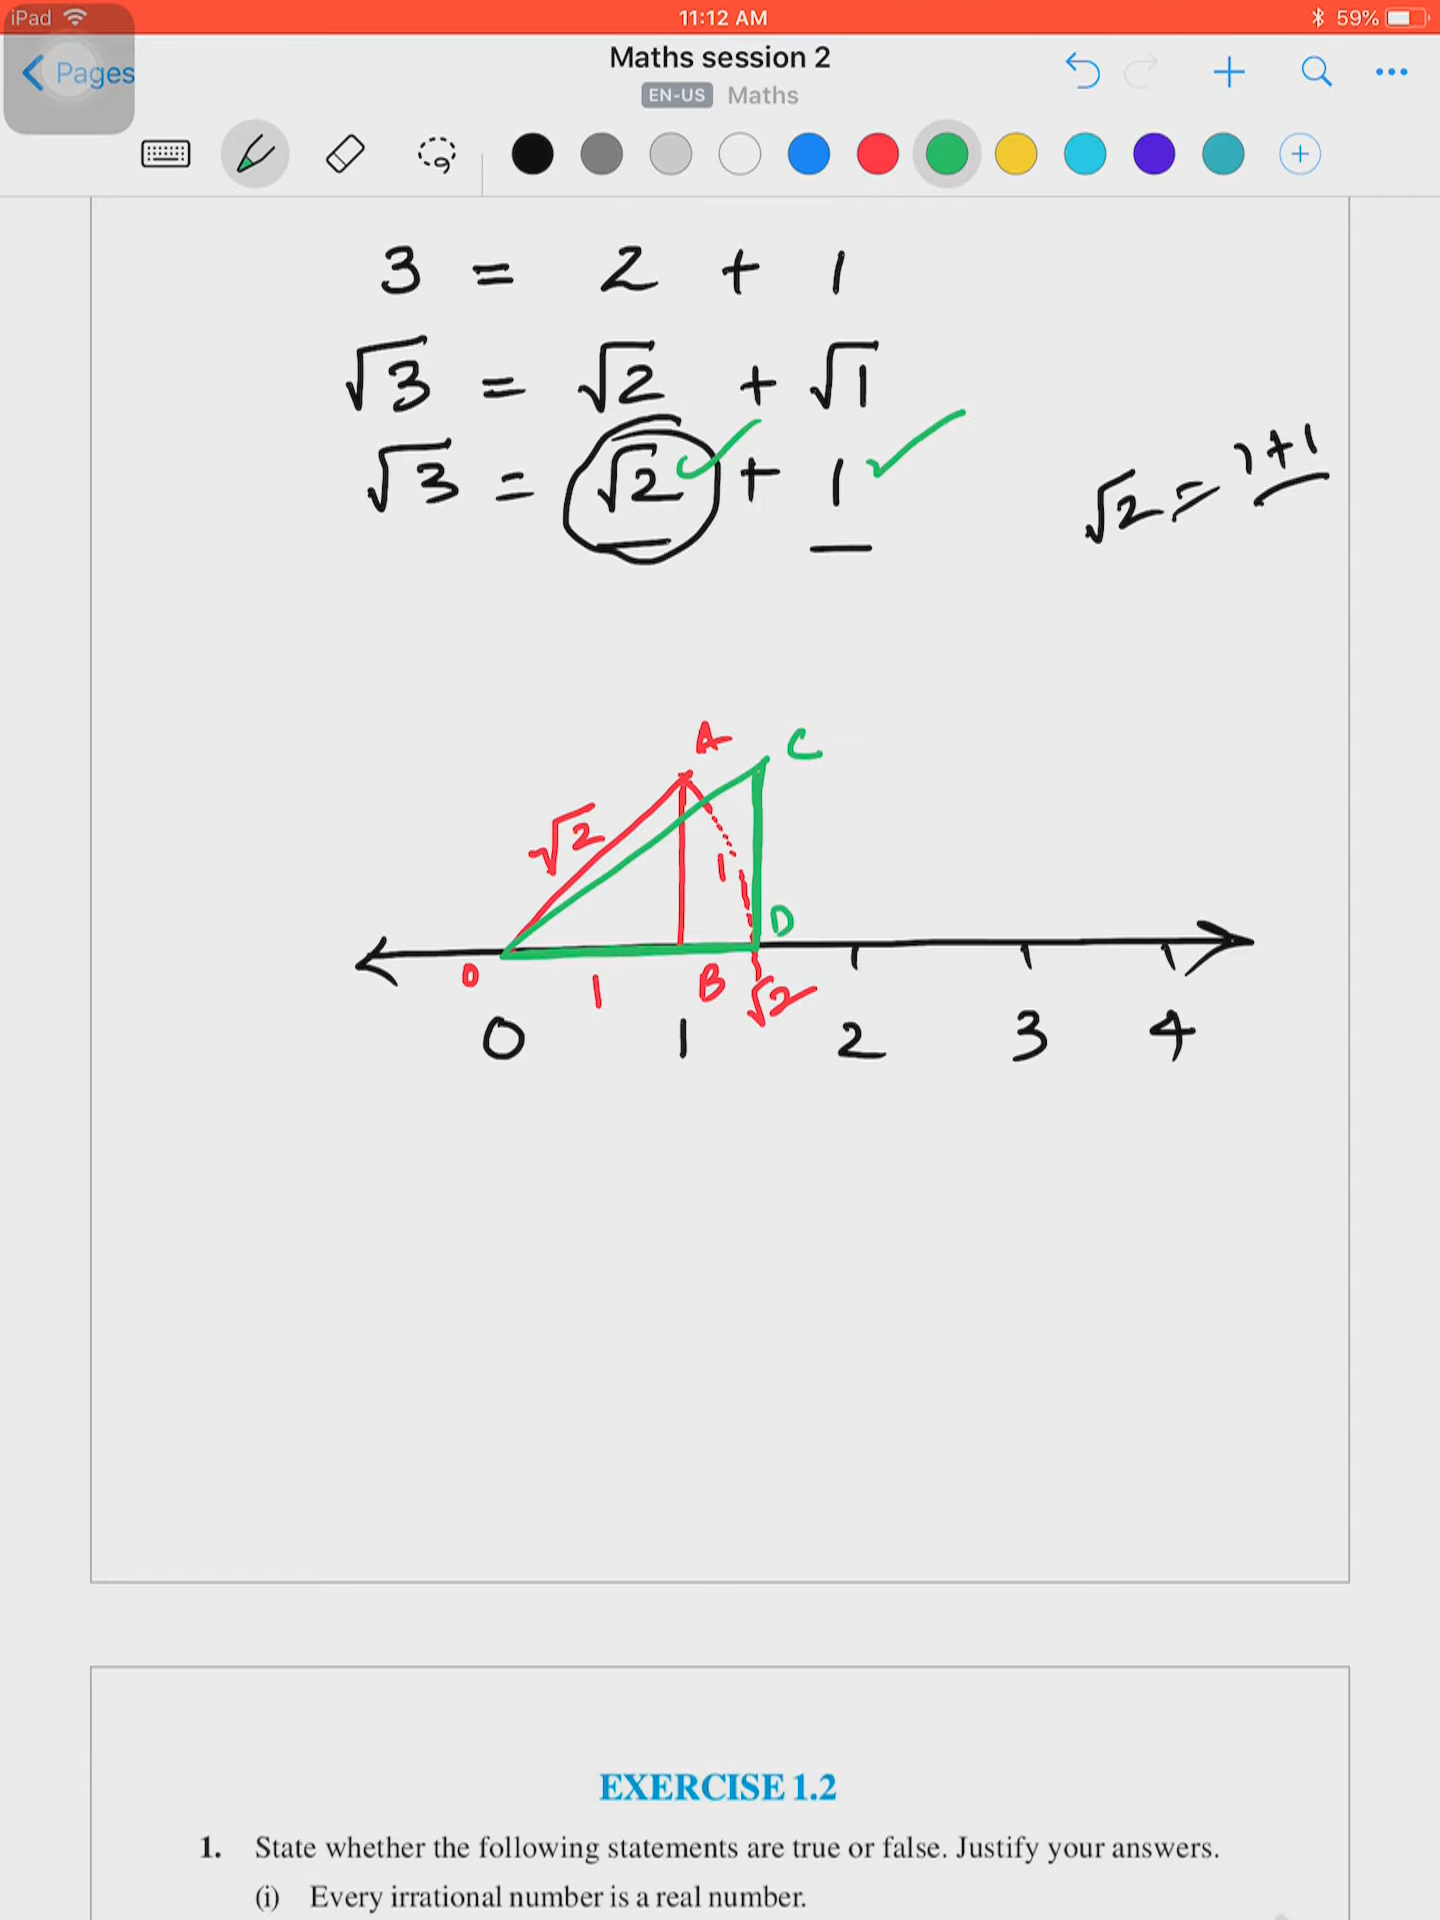 iPad 11:12 AM 59%
Pages Maths session 2
EN-US Maths
3 = 2 + 1
√3 = √2 + √1
√3 = √2 + 1
√2 = 1+1
A C
√2
1
D
0 1 B √2
0 1 2 3 4
EXERCISE 1.2
1. State whether the following statements are true or false. Justify your answers.
(i) Every irrational number is a real number.